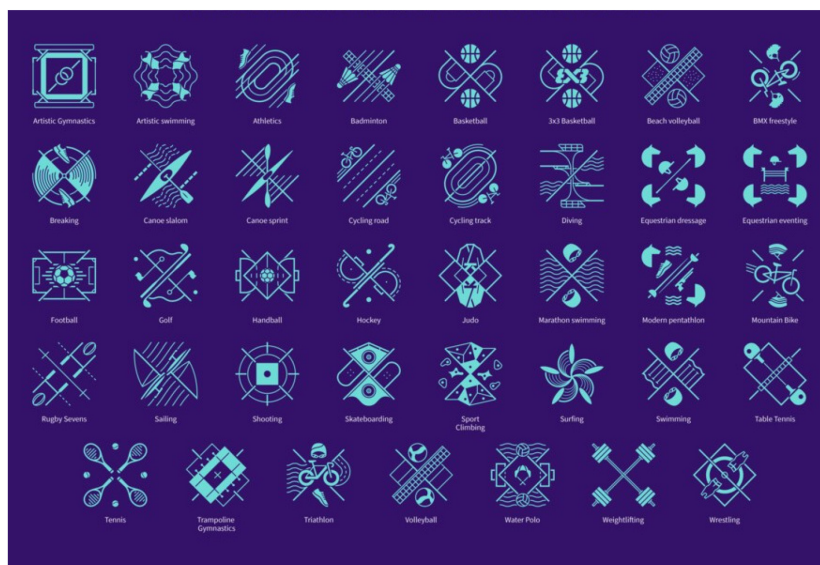 Artistic Gymnastics
Artistic swimming
Athletics
Badminton
Basketball
3x3 Basketball
Beach volleyball
BMX freestyle
Breaking
Canoe slalom
Canoe sprint
Cycling road
Cycling track
Diving
Equestrian dressage
Equestrian eventing
Football
Golf
Handball
Hockey
Judo
Marathon swimming
Modern pentathlon
Mountain Bike
Rugby Sevens
Sailing
Shooting
Skateboarding
Sport
Climbing
Surfing
Swimming
Table Tennis
Tennis
Trampoline
Gymnastics
Triathlon
Volleyball
Water Polo
Weightlifting
Wrestling